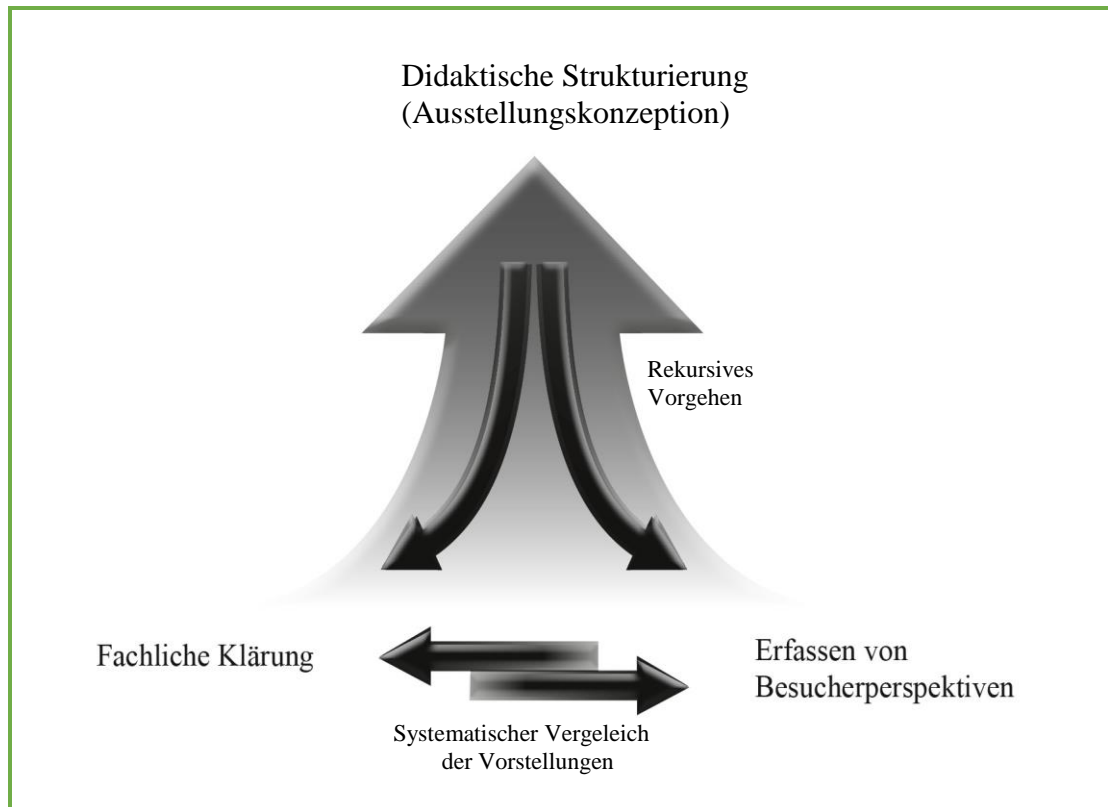 Didaktische Strukturierung
(Ausstellungskonzeption)
Rekursives
Vorgehen
Fachliche Klärung
Erfassen von
Besucherperspektiven
Systematischer Vergeleich
der Vorstellungen